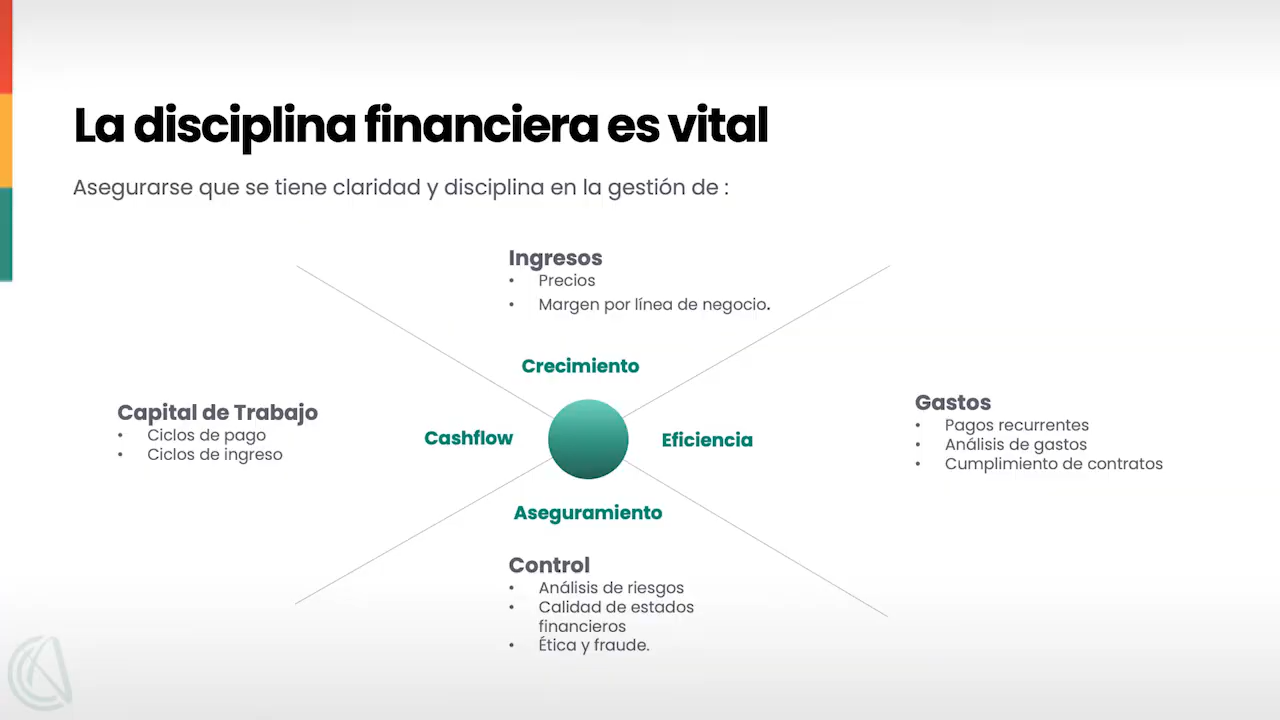 La disciplina financiera es vital
Asegurarse que se tiene claridad y disciplina en la gestión de :
Ingresos
• Precios
• Margen por línea de negocio.
Crecimiento
Capital de Trabajo
• Ciclos de pago
• Ciclos de ingreso
Cashflow
Eficiencia
Gastos
• Pagos recurrentes
• Análisis de gastos
• Cumplimiento de contratos
Aseguramiento
Control
• Análisis de riesgos
• Calidad de estados
financieros
• Ética y fraude.